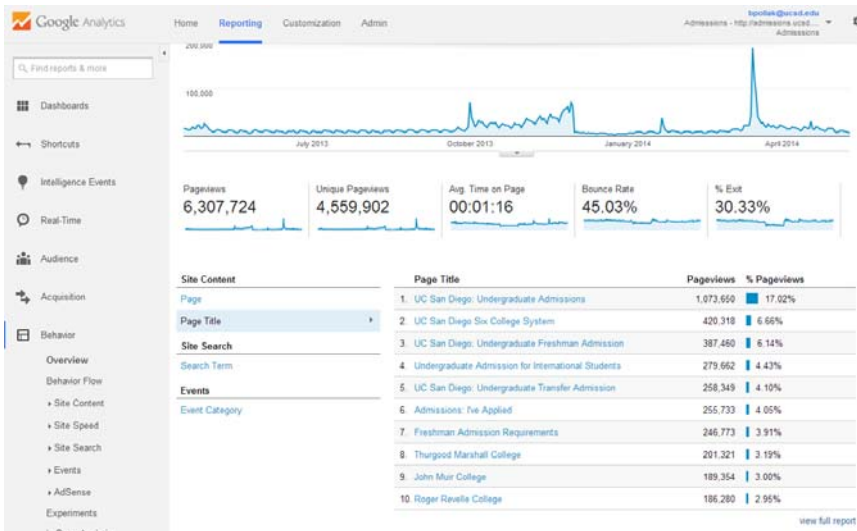 Google Analytics
Home Reporting Customization Admin
bpollak@ucsd.edu
Admissions - http://admissions.ucsd....
Admissions
Find reports & more
Dashboards
Shortcuts
Intelligence Events
Real-Time
Audience
Acquisition
Behavior
Overview
Behavior Flow
Site Content
Site Speed
Site Search
Events
AdSense
Experiments
200,000
100,000
July 2013 October 2013 January 2014 April 2014
Pageviews Unique Pageviews Avg. Time on Page Bounce Rate % Exit
6,307,724 4,559,902 00:01:16 45.03% 30.33%
Site Content
Page
Page Title
Site Search
Search Term
Events
Event Category
Page Title Pageviews % Pageviews
1. UC San Diego: Undergraduate Admissions 1,073,650 17.02%
2. UC San Diego Six College System 420,318 6.66%
3. UC San Diego: Undergraduate Freshman Admission 387,460 6.14%
4. Undergraduate Admission for International Students 279,662 4.43%
5. UC San Diego: Undergraduate Transfer Admission 258,349 4.10%
6. Admissions: I've Applied 255,733 4.05%
7. Freshman Admission Requirements 246,773 3.91%
8. Thurgood Marshall College 201,321 3.19%
9. John Muir College 189,354 3.00%
10. Roger Revelle College 186,280 2.95%
view full report